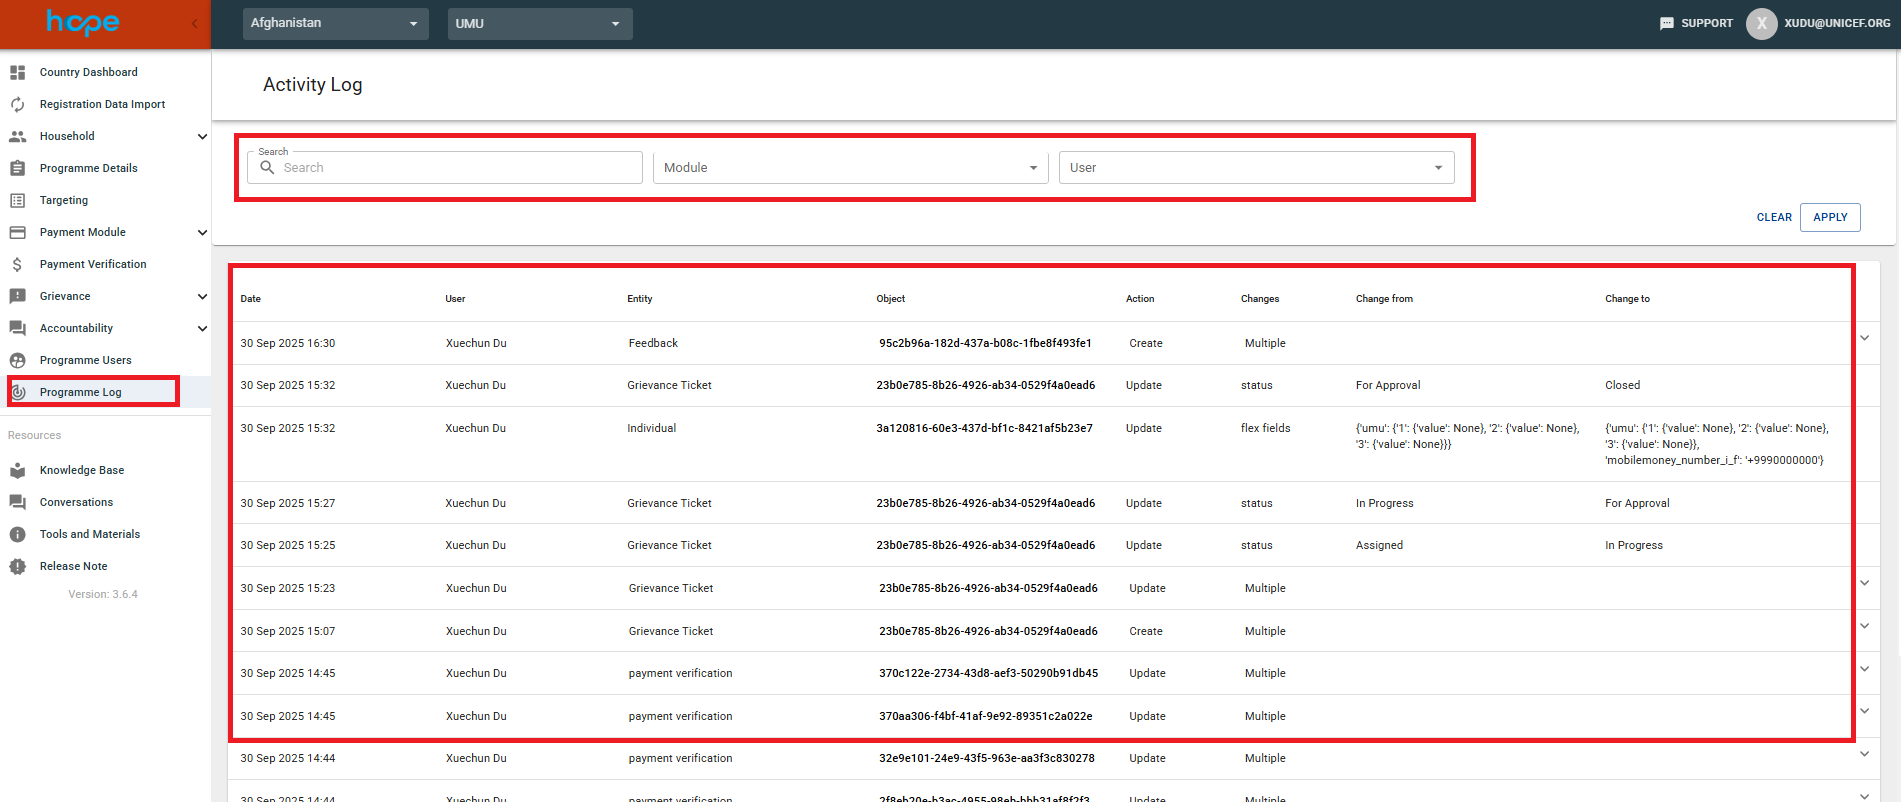 hope
Afghanistan
UMU
SUPPORT
X
XUDU@UNICEF.ORG
Country Dashboard
Registration Data Import
Household
Programme Details
Targeting
Payment Module
Payment Verification
Grievance
Accountability
Programme Users
Programme Log
Resources
Knowledge Base
Conversations
Tools and Materials
Release Note
Version: 3.6.4
Activity Log
Search
Search
Module
User
CLEAR
APPLY
Date User Entity Object Action Changes Change from Change to
30 Sep 2025 16:30 Xuechun Du Feedback 95c2b96a-182d-437a-b08c-1fbe8f493fe1 Create Multiple
30 Sep 2025 15:32 Xuechun Du Grievance Ticket 23b0e785-8b26-4926-ab34-0529f4a0ead6 Update status For Approval Closed
30 Sep 2025 15:32 Xuechun Du Individual 3a120816-60e3-437d-bf1c-8421af5b23e7 Update flex fields {'umu': {'1': {'value': None}, '2': {'value': None}, {'umu': {'1': {'value': None}, '2': {'value': None},
'3': {'value': None}}} '3': {'value': None}},
'mobilemoney_number_i_f': '+9990000000'}
30 Sep 2025 15:27 Xuechun Du Grievance Ticket 23b0e785-8b26-4926-ab34-0529f4a0ead6 Update status In Progress For Approval
30 Sep 2025 15:25 Xuechun Du Grievance Ticket 23b0e785-8b26-4926-ab34-0529f4a0ead6 Update status Assigned In Progress
30 Sep 2025 15:23 Xuechun Du Grievance Ticket 23b0e785-8b26-4926-ab34-0529f4a0ead6 Update Multiple
30 Sep 2025 15:07 Xuechun Du Grievance Ticket 23b0e785-8b26-4926-ab34-0529f4a0ead6 Create Multiple
30 Sep 2025 14:45 Xuechun Du payment verification 370c122e-2734-43d8-aef3-50290b91db45 Update Multiple
30 Sep 2025 14:45 Xuechun Du payment verification 370aa306-f4bf-41af-9e92-89351c2a022e Update Multiple
30 Sep 2025 14:44 Xuechun Du payment verification 32e9e101-24e9-43f5-963e-aa3f3c830278 Update Multiple
30 Sep 2025 14:44 Xuechun Du payment verification 2f8eb20e-b3ac-4955-98eb-bbb31af8f2f3 Update Multiple